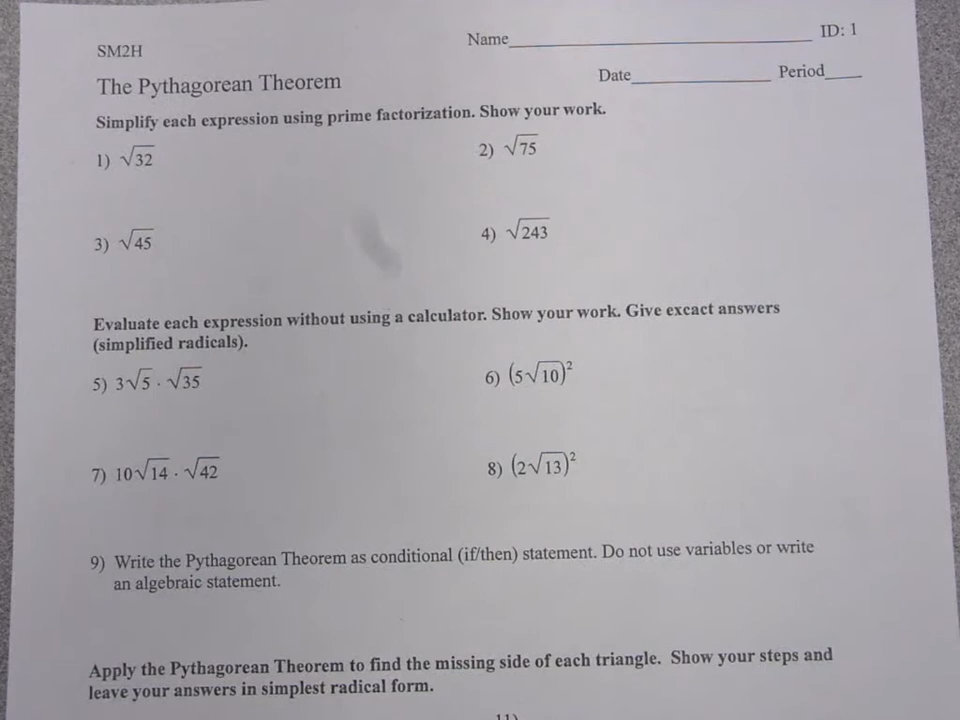 SM2H
Name____________________ ID: 1
The Pythagorean Theorem
Date____________ Period____
Simplify each expression using prime factorization. Show your work.
1) √32
2) √75
3) √45
4) √243
Evaluate each expression without using a calculator. Show your work. Give excact answers
(simplified radicals).
5) 3√5 · √35
6) (5√10)²
7) 10√14 · √42
8) (2√13)²
9) Write the Pythagorean Theorem as conditional (if/then) statement. Do not use variables or write
an algebraic statement.
Apply the Pythagorean Theorem to find the missing side of each triangle. Show your steps and
leave your answers in simplest radical form.
11)